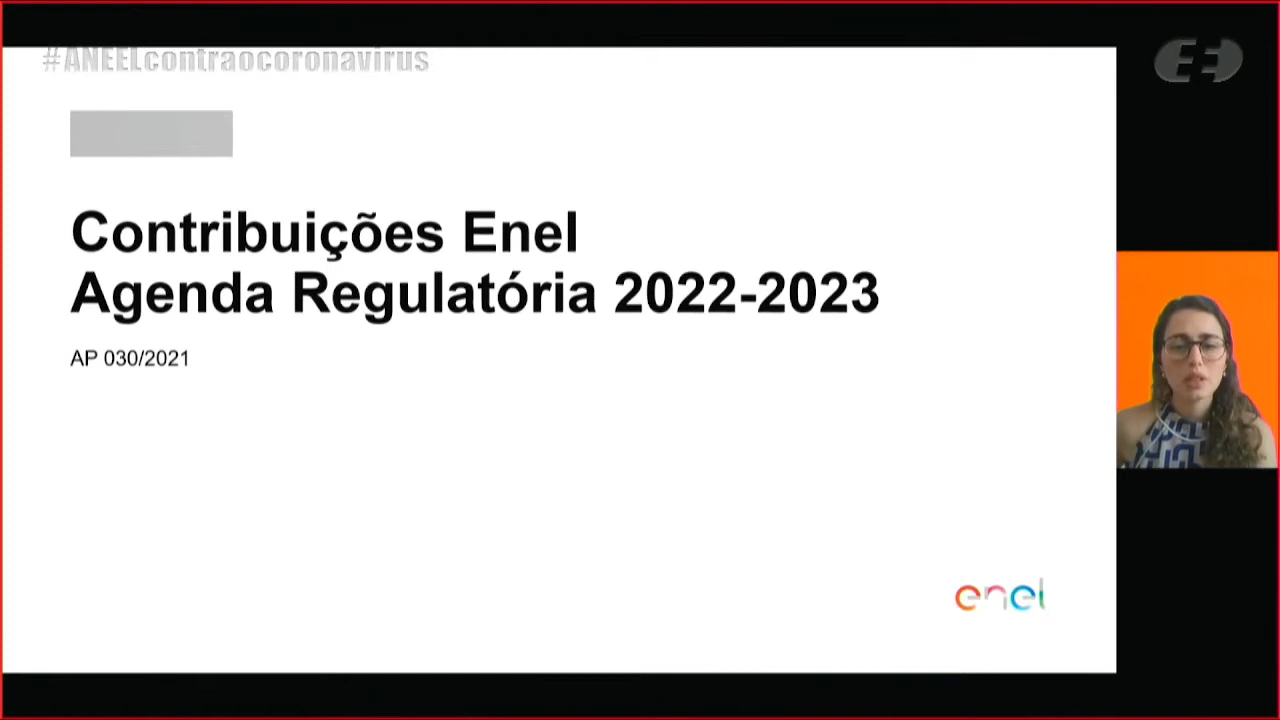 #ANEELcontraocoronavirus
Contribuições Enel
Agenda Regulatória 2022-2023
AP 030/2021
enel